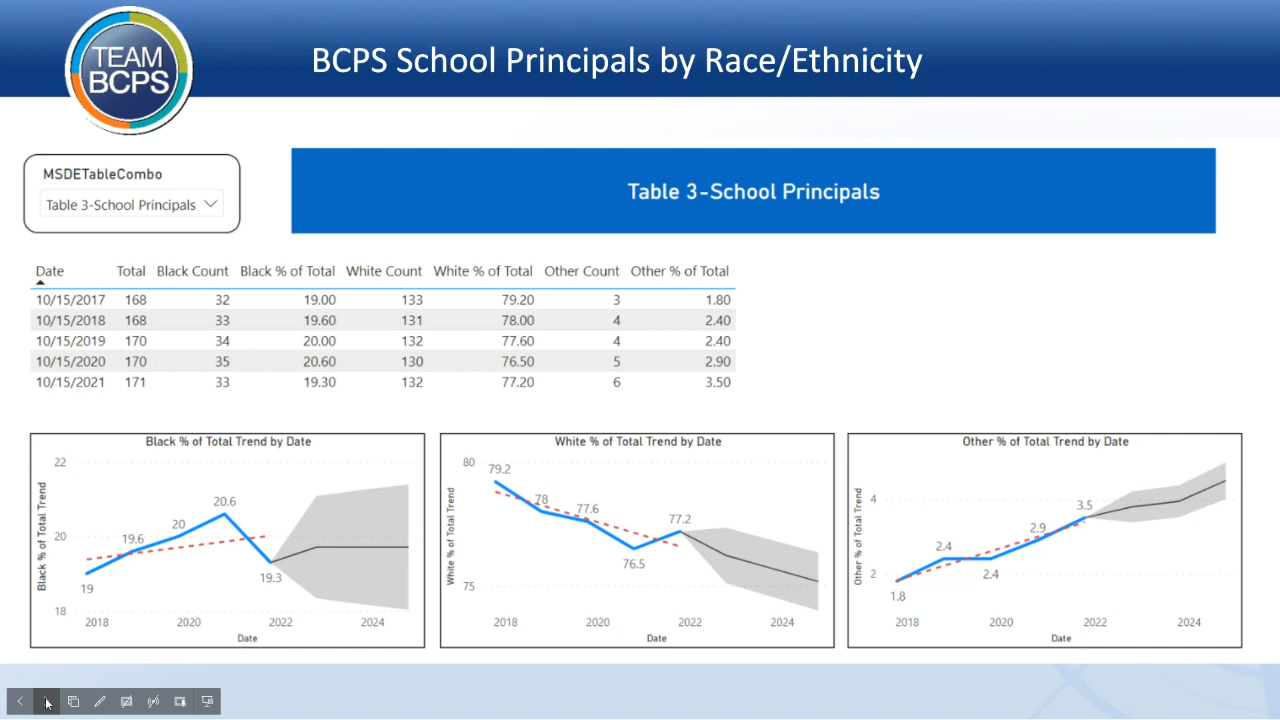 TEAM
BCPS
BCPS School Principals by Race/Ethnicity
MSDETableCombo
Table 3-School Principals
Table 3-School Principals
Date Total Black Count Black % of Total White Count White % of Total Other Count Other % of Total
10/15/2017 168 32 19.00 133 79.20 3 1.80
10/15/2018 168 33 19.60 131 78.00 4 2.40
10/15/2019 170 34 20.00 132 77.60 4 2.40
10/15/2020 170 35 20.60 130 76.50 5 2.90
10/15/2021 171 33 19.30 132 77.20 6 3.50
Black % of Total Trend by Date
Black % of Total Trend
22
20
18
19
19.6
20
20.6
19.3
2018 2020 2022 2024
Date
White % of Total Trend by Date
White % of Total Trend
80
75
79.2
78
77.6
76.5
77.2
2018 2020 2022 2024
Date
Other % of Total Trend by Date
Other % of Total Trend
4
2
1.8
2.4
2.4
2.9
3.5
2018 2020 2022 2024
Date